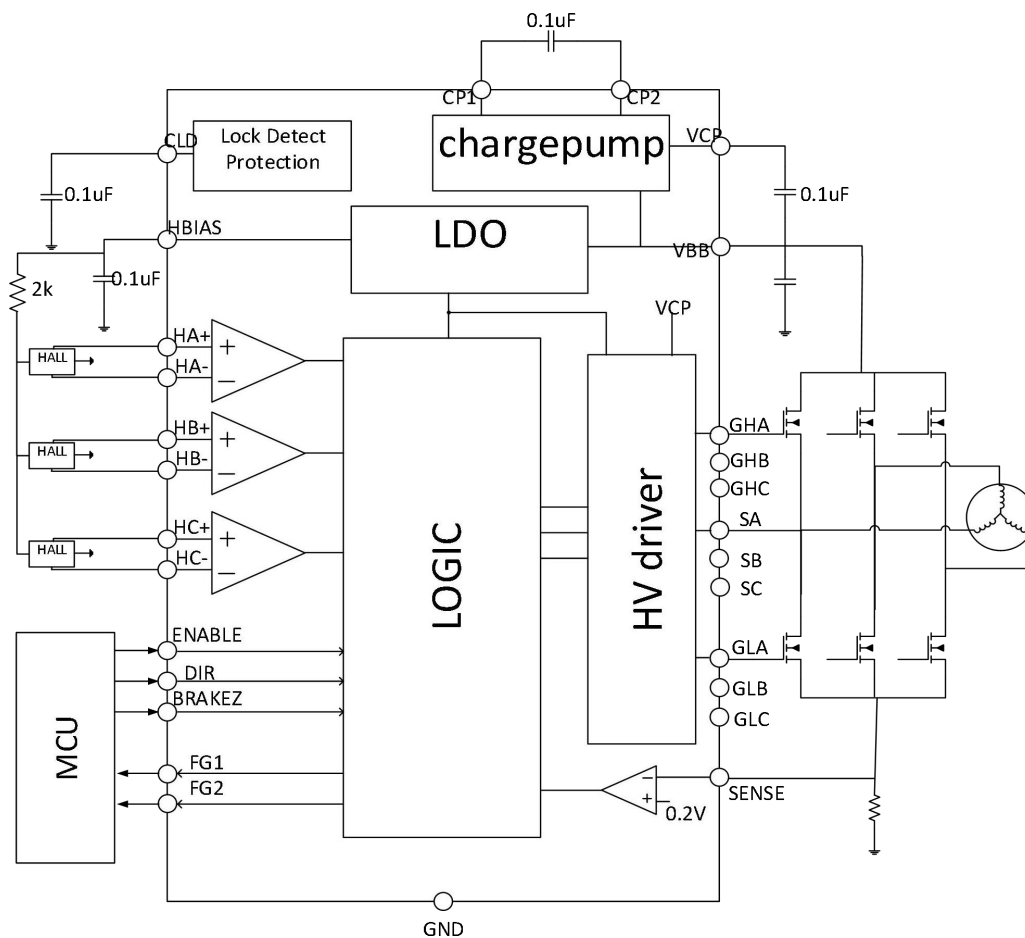 0.1uF
CP1
CP2
CLD
Lock Detect
Protection
chargepump
VCP
0.1uF
0.1uF
HBIAS
LDO
VBB
0.1uF
2k
VCP
HA+
HALL
HA-
+
−
HB+
HALL
HB-
+
−
HC+
HALL
HC-
+
−
LOGIC
HV driver
GHA
GHB
GHC
SA
SB
SC
GLA
GLB
GLC
MCU
ENABLE
DIR
BRAKEZ
FG1
FG2
−
+
0.2V
SENSE
GND